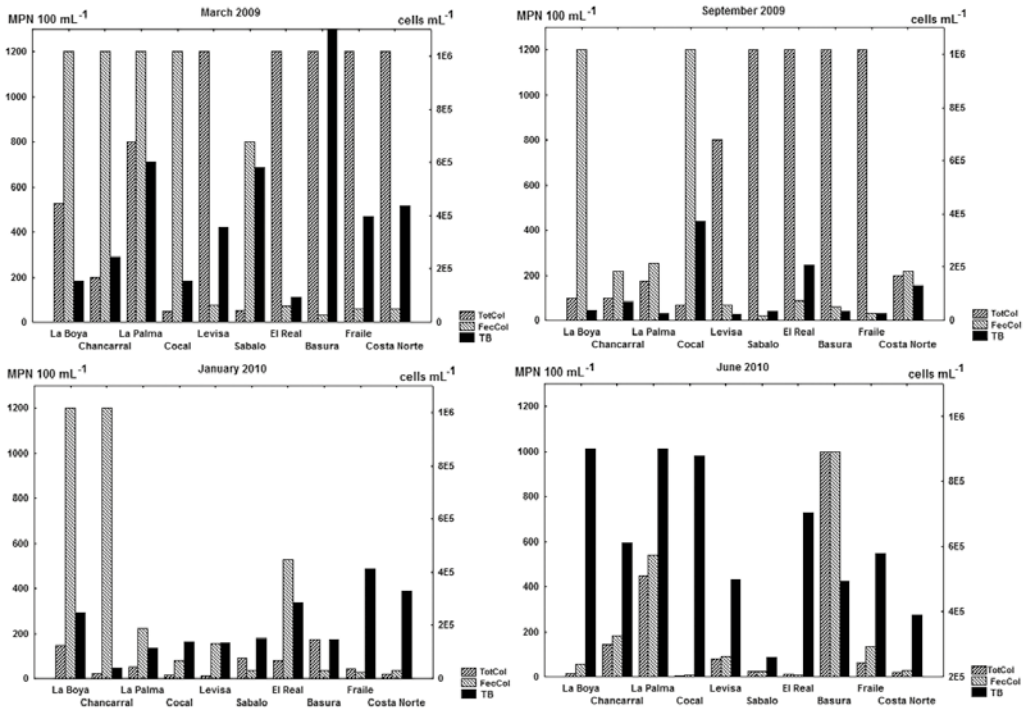 MPN 100 mL-1 March 2009 cells mL-1
1200
1000
800
600
400
200
0
1E6
8E5
6E5
4E5
2E5
0
La Boya La Palma Levisa El Real Fraile
Chancarral Cocal Sabalo Basura Costa Norte
TotCol
FecCol
TB
MPN 100 mL-1 September 2009 cells mL-1
1200
1000
800
600
400
200
0
1E6
8E5
6E5
4E5
2E5
0
La Boya La Palma Levisa El Real Fraile
Chancarral Cocal Sabalo Basura Costa Norte
TotCol
FecCol
TB
MPN 100 mL-1 January 2010 cells mL-1
1200
1000
800
600
400
200
0
1E6
8E5
6E5
4E5
2E5
0
La Boya La Palma Levisa El Real Fraile
Chancarral Cocal Sabalo Basura Costa Norte
TotCol
FecCol
TB
MPN 100 mL-1 June 2010 cells mL-1
1200
1000
800
600
400
200
0
1E6
8E5
6E5
4E5
2E5
La Boya La Palma Levisa El Real Fraile
Chancarral Cocal Sabalo Basura Costa Norte
TotCol
FecCol
TB